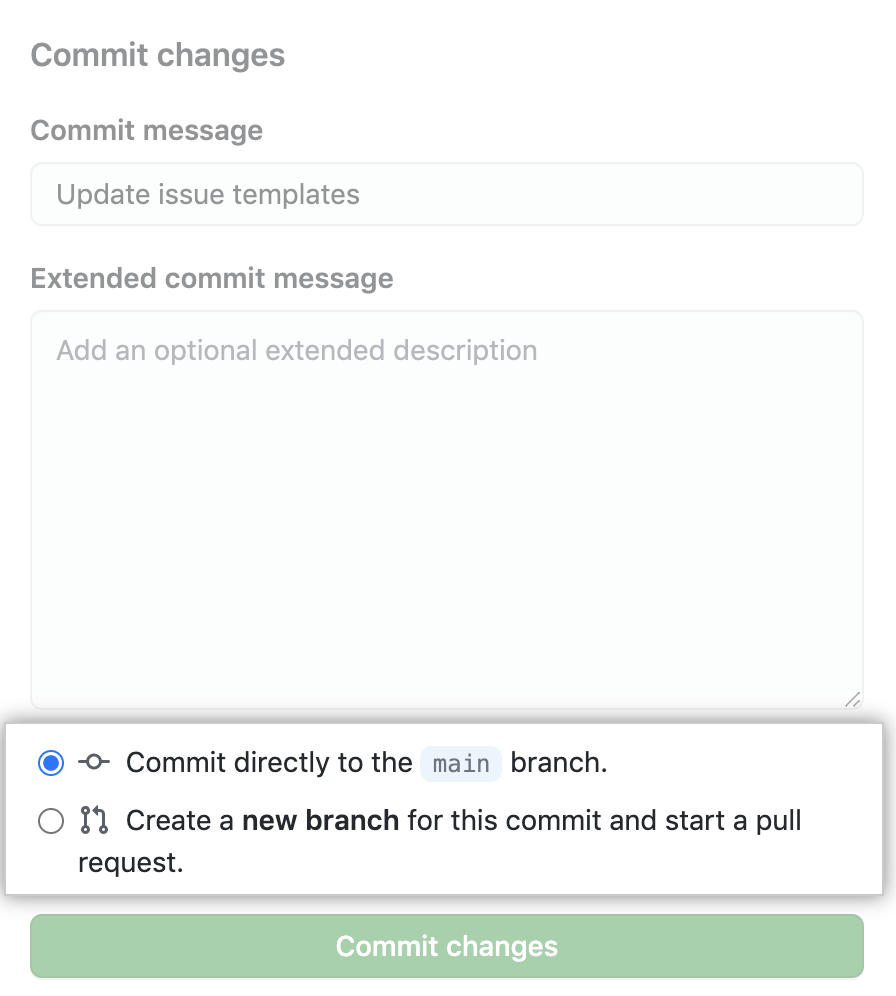 Commit changes
Commit message
Update issue templates
Extended commit message
Add an optional extended description
Commit directly to the main branch.
Create a new branch for this commit and start a pull
request.
Commit changes